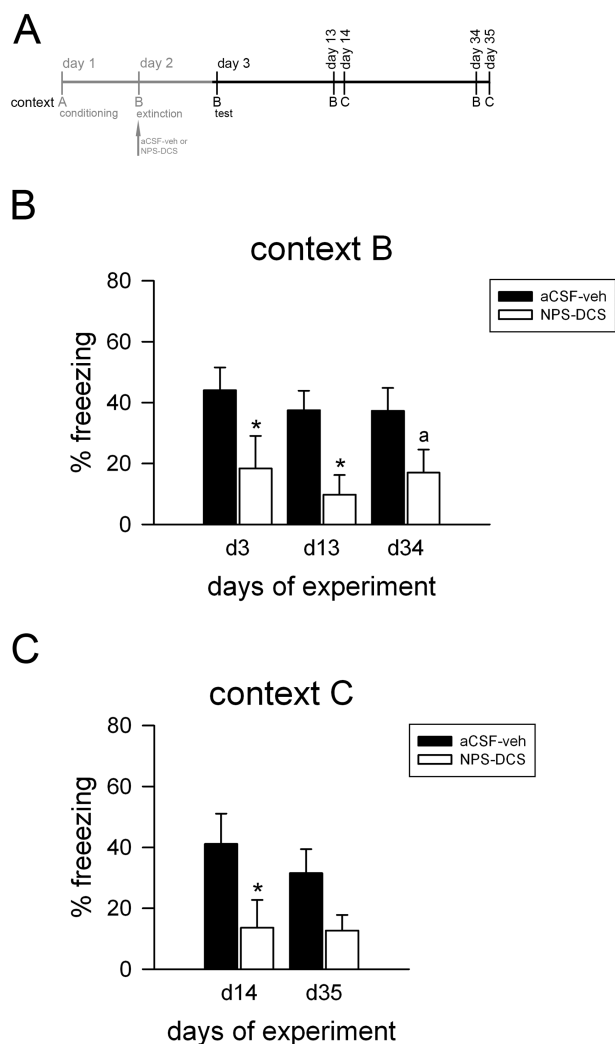 A
day 1
day 2
day 3
day 13
day 14
day 34
day 35
context
A
B
B
B
C
B
C
conditioning
extinction
test
aCSF-veh or
NPS-DCS
B
context B
80
60
40
20
0
% freeezing
aCSF-veh
NPS-DCS
*
*
a
d3
d13
d34
days of experiment
C
context C
80
60
40
20
0
% freeezing
aCSF-veh
NPS-DCS
*
d14
d35
days of experiment